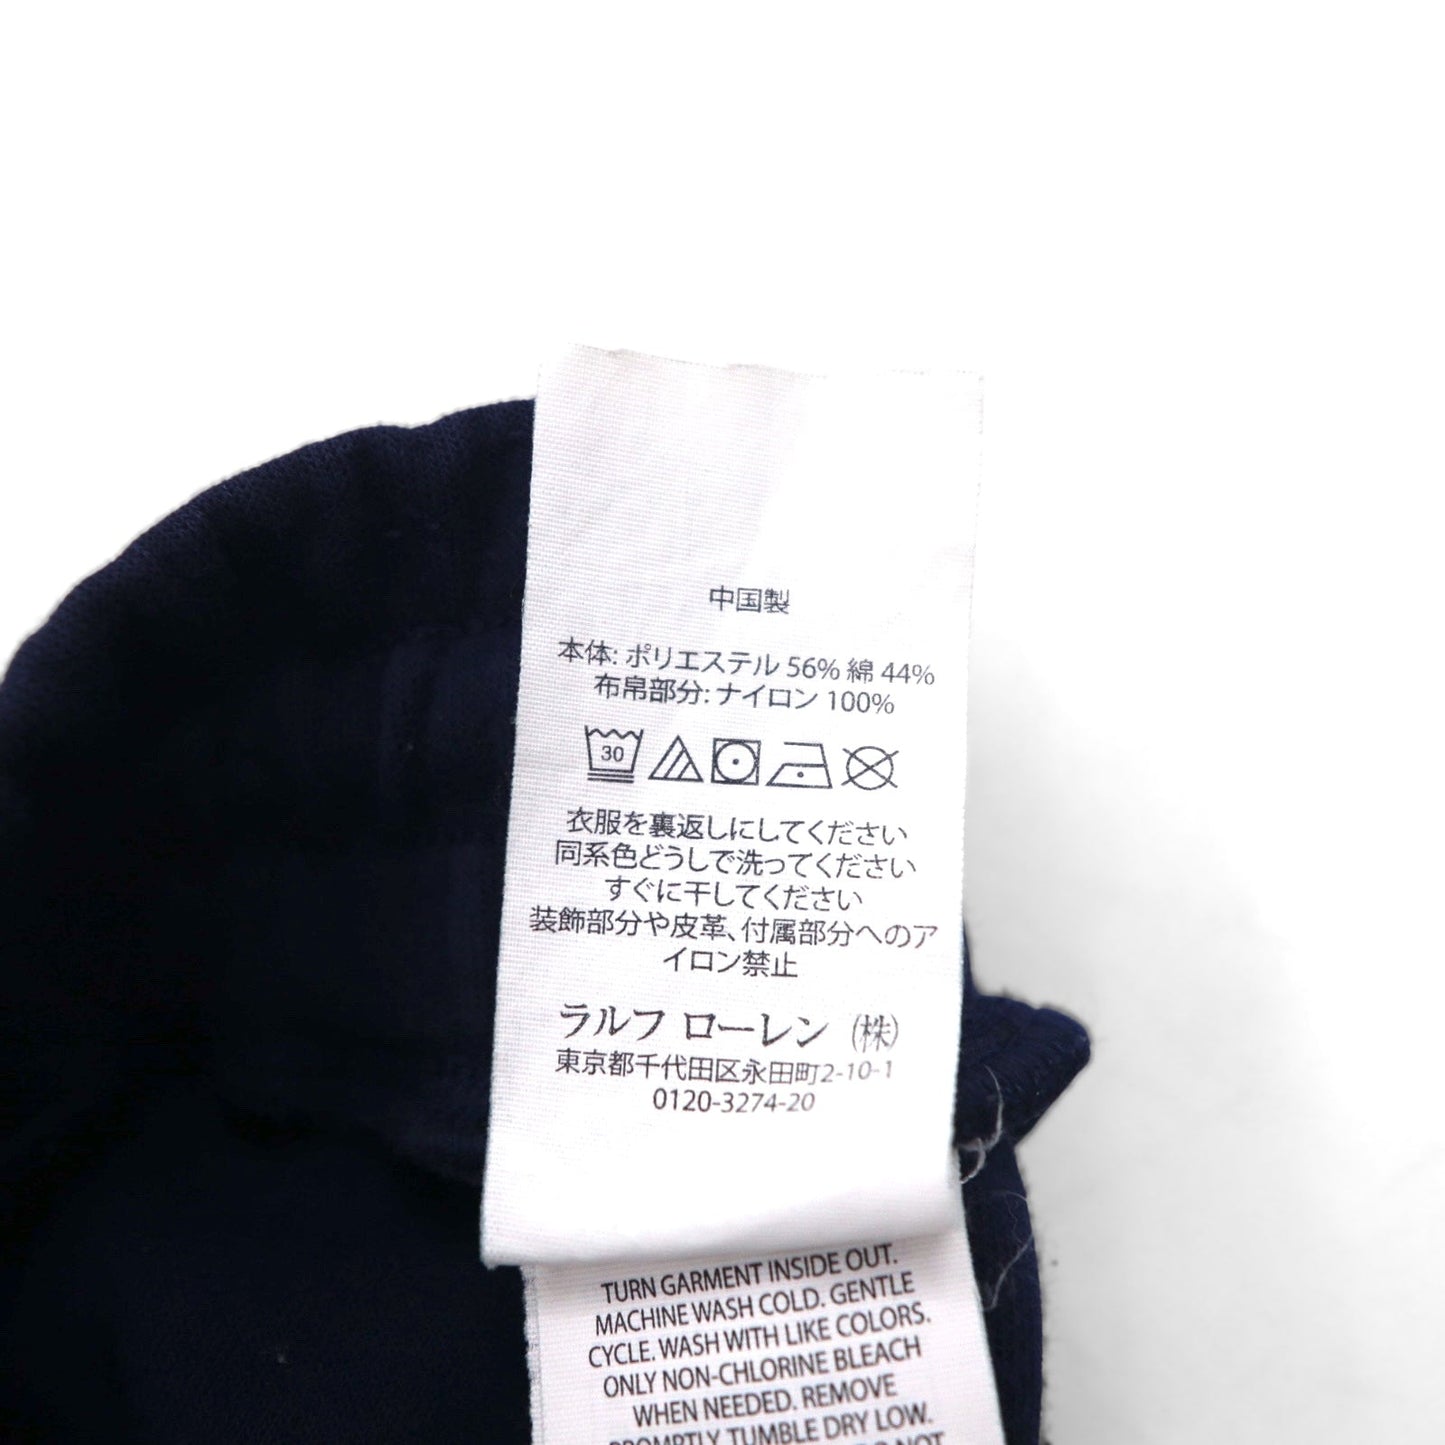 中国製
本体: ポリエステル 56% 綿 44%
布帛部分: ナイロン 100%
30
衣服を裏返しにしてください
同系色どうしで洗ってください
すぐに干してください
装飾部分や皮革、付属部分へのア
イロン禁止
ラルフ ローレン (株)
東京都千代田区永田町2-10-1
0120-3274-20
TURN GARMENT INSIDE OUT.
MACHINE WASH COLD. GENTLE
CYCLE. WASH WITH LIKE COLORS.
ONLY NON-CHLORINE BLEACH
WHEN NEEDED. REMOVE
PROMPTLY. TUMBLE DRY LOW.
DO NOT